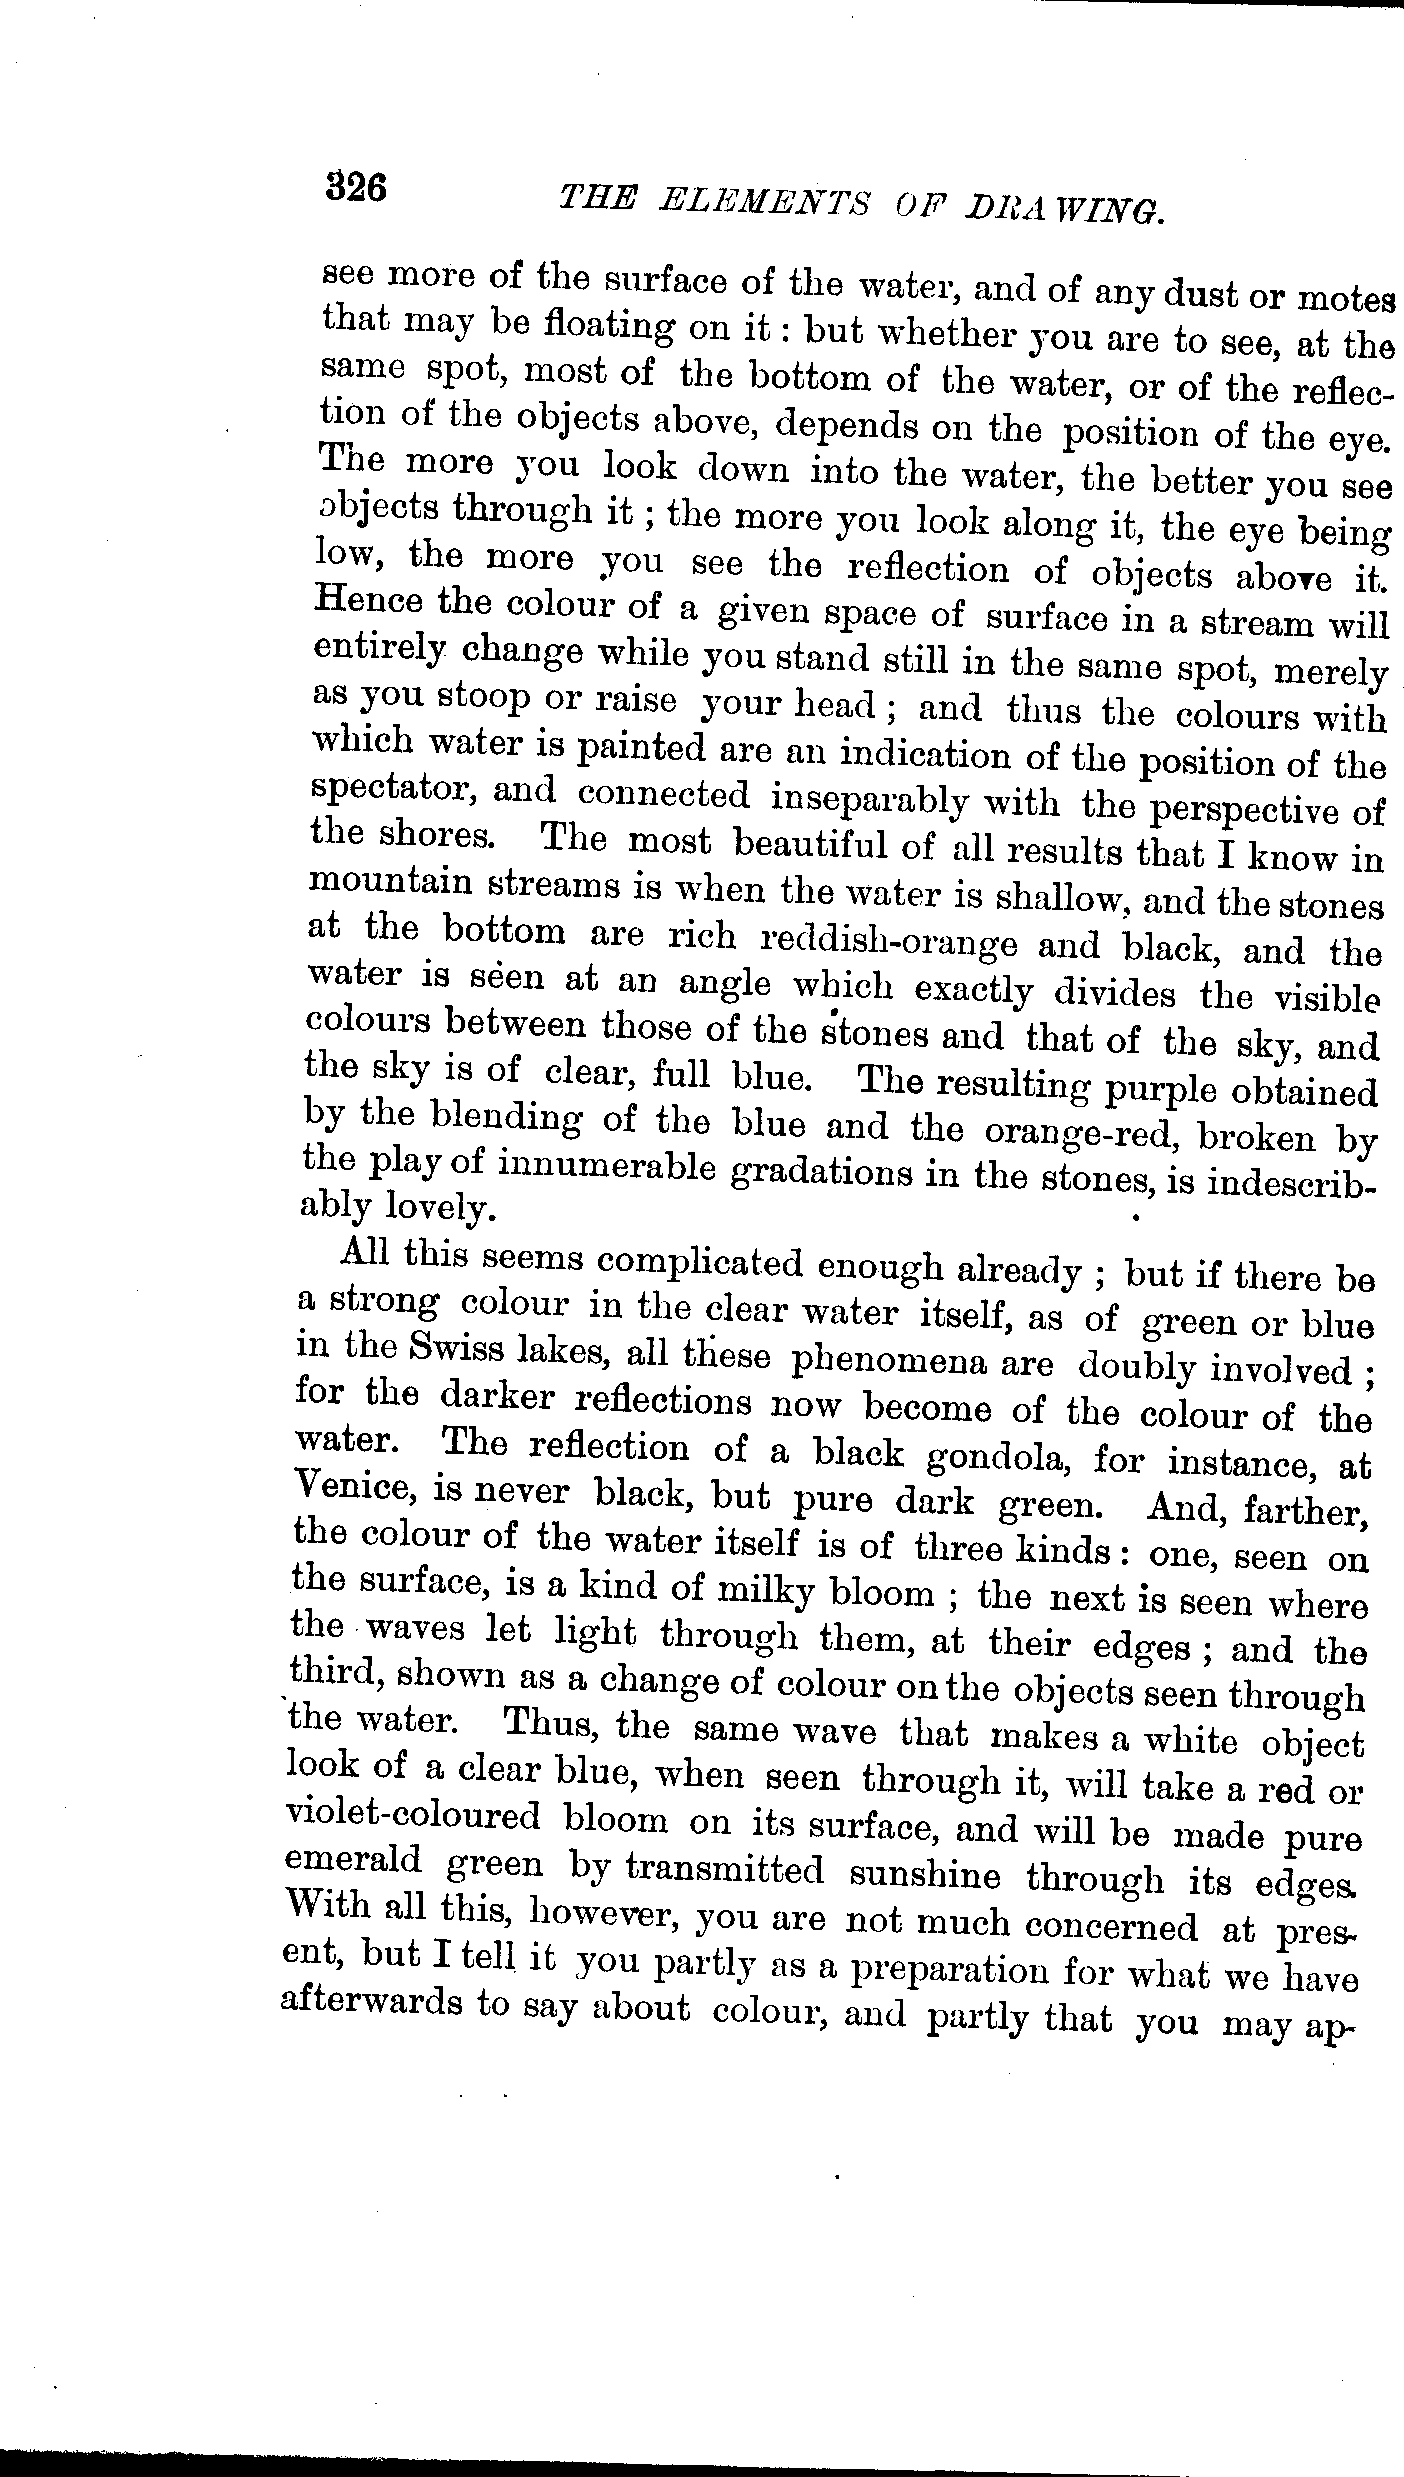 326 THE ELEMENTS OF DRAWING.
see more of the surface of the water, and of any dust or motes
that may be floating on it : but whether you are to see, at the
same spot, most of the bottom of the water, or of the reflec-
tion of the objects above, depends on the position of the eye.
The more you look down into the water, the better you see
objects through it ; the more you look along it, the eye being
low, the more you see the reflection of objects above it.
Hence the colour of a given space of surface in a stream will
entirely change while you stand still in the same spot, merely
as you stoop or raise your head ; and thus the colours with
which water is painted are an indication of the position of the
spectator, and connected inseparably with the perspective of
the shores. The most beautiful of all results that I know in
mountain streams is when the water is shallow, and the stones
at the bottom are rich reddish-orange and black, and the
water is seen at an angle which exactly divides the visible
colours between those of the stones and that of the sky, and
the sky is of clear, full blue. The resulting purple obtained
by the blending of the blue and the orange-red, broken by
the play of innumerable gradations in the stones, is indescrib-
ably lovely.
All this seems complicated enough already ; but if there be
a strong colour in the clear water itself, as of green or blue
in the Swiss lakes, all these phenomena are doubly involved ;
for the darker reflections now become of the colour of the
water. The reflection of a black gondola, for instance, at
Venice, is never black, but pure dark green. And, farther,
the colour of the water itself is of three kinds : one, seen on
the surface, is a kind of milky bloom ; the next is seen where
the waves let light through them, at their edges ; and the
third, shown as a change of colour on the objects seen through
the water. Thus, the same wave that makes a white object
look of a clear blue, when seen through it, will take a red or
violet-coloured bloom on its surface, and will be made pure
emerald green by transmitted sunshine through its edges.
With all this, however, you are not much concerned at pres-
ent, but I tell it you partly as a preparation for what we have
afterwards to say about colour, and partly that you may ap-